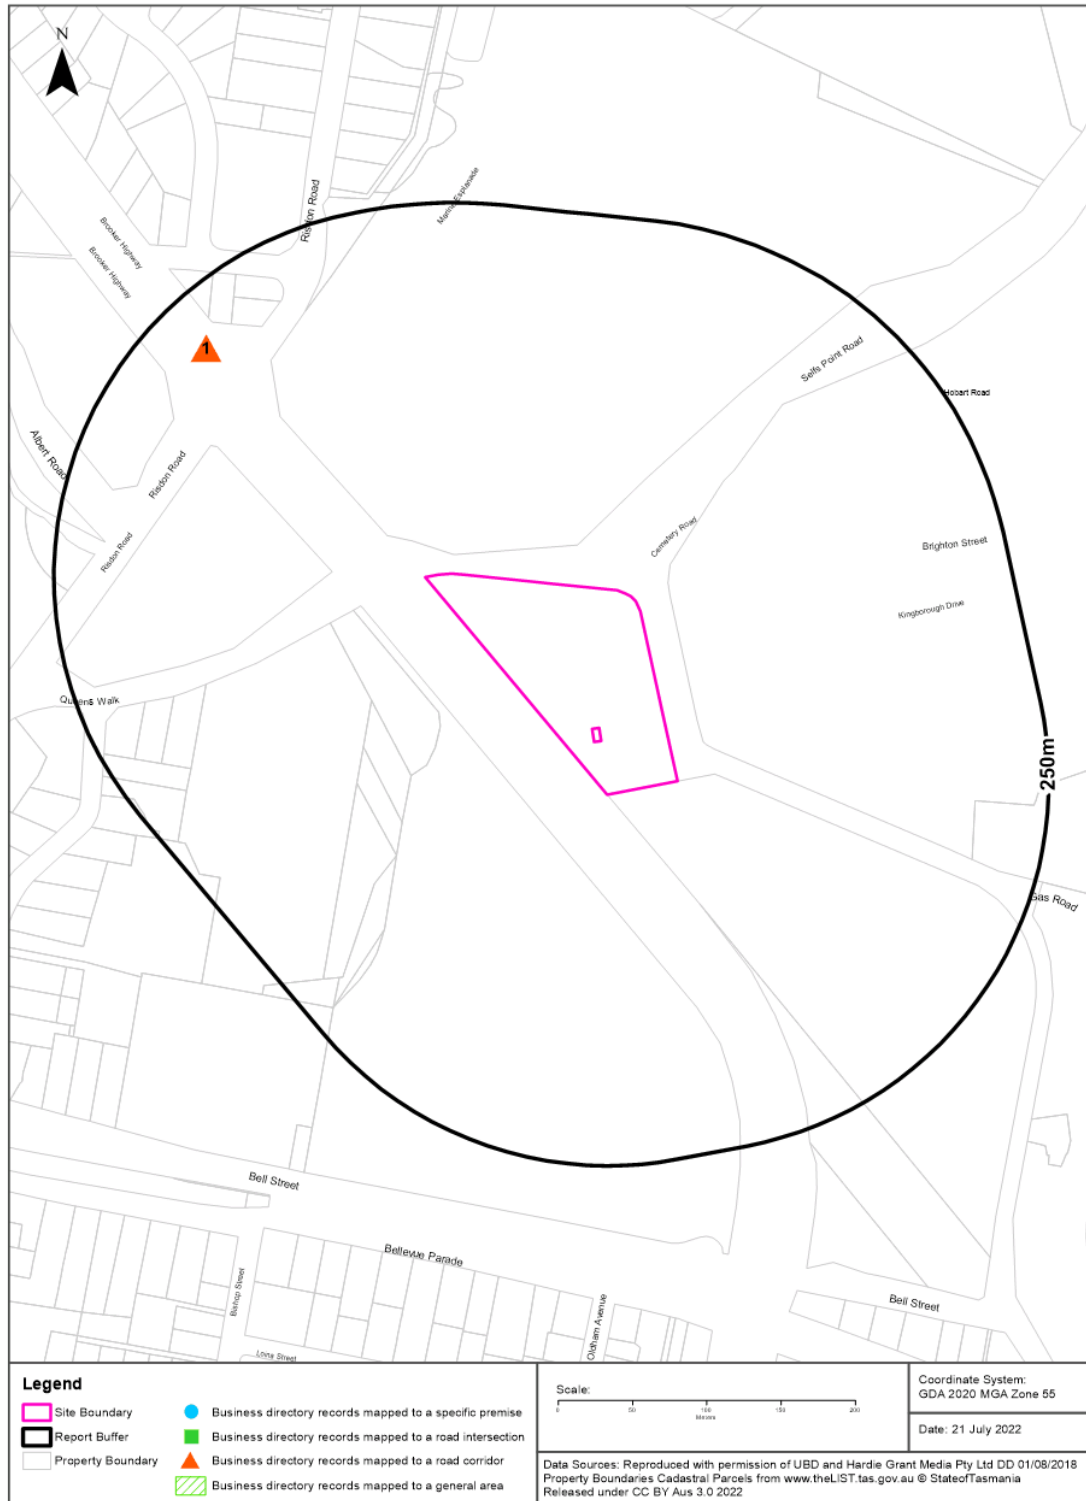 N
Risdon Road
Marine Esplanade
Brooker Highway
Brooker Highway
1
Selfs Point Road
Hobart Road
Albert Road
Risdon Road
Risdon Road
Cemetery Road
Brighton Street
Kingborough Drive
Queens Walk
250m
Gas Road
Bell Street
Bellevue Parade
Bishop Street
Oldham Avenue
Bell Street
Loina Street
Legend
Site Boundary
Report Buffer
Property Boundary
Business directory records mapped to a specific premise
Business directory records mapped to a road intersection
Business directory records mapped to a road corridor
Business directory records mapped to a general area
Scale:
0 50 100 150 200
Meters
Coordinate System:
GDA 2020 MGA Zone 55
Date: 21 July 2022
Data Sources: Reproduced with permission of UBD and Hardie Grant Media Pty Ltd DD 01/08/2018
Property Boundaries Cadastral Parcels from www.theLIST.tas.gov.au © StateofTasmania
Released under CC BY Aus 3.0 2022